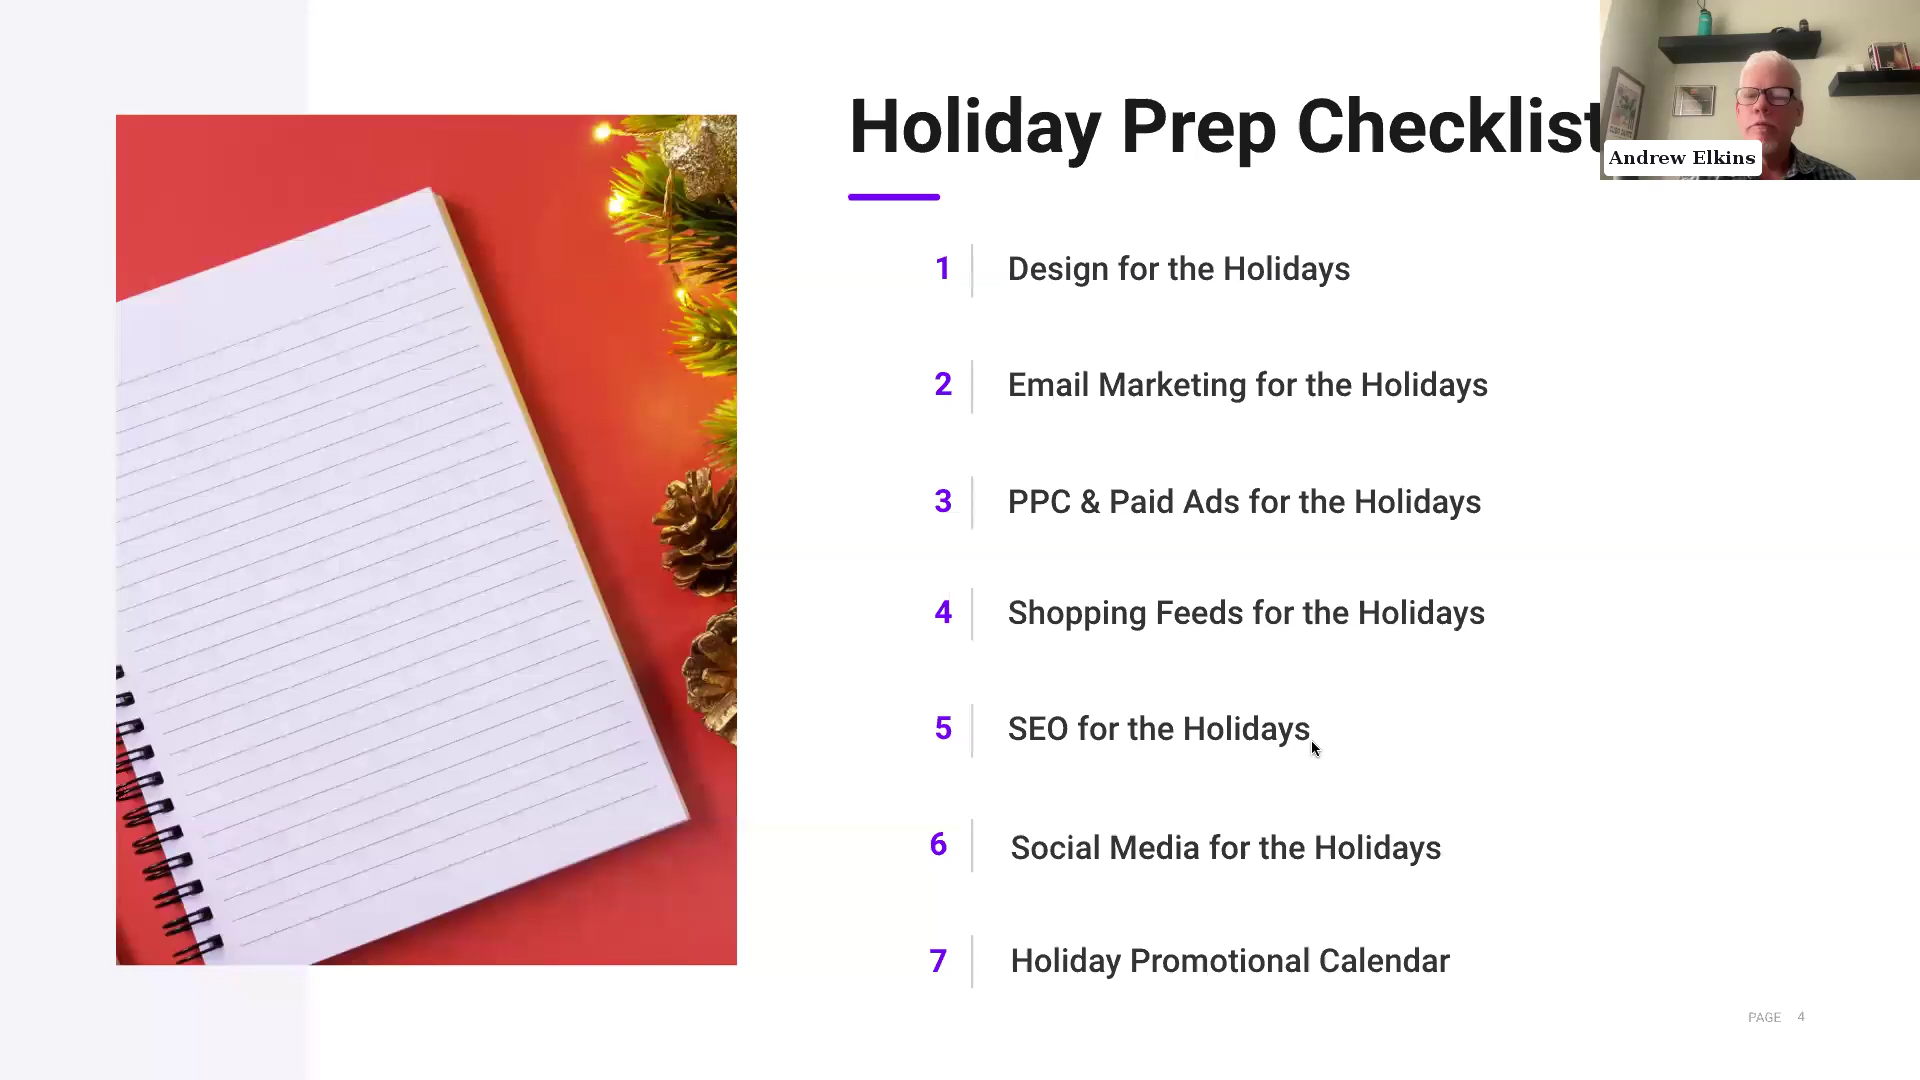 Holiday Prep Checklist
Andrew Elkins
1 Design for the Holidays
2 Email Marketing for the Holidays
3 PPC & Paid Ads for the Holidays
4 Shopping Feeds for the Holidays
5 SEO for the Holidays
6 Social Media for the Holidays
7 Holiday Promotional Calendar
PAGE 4